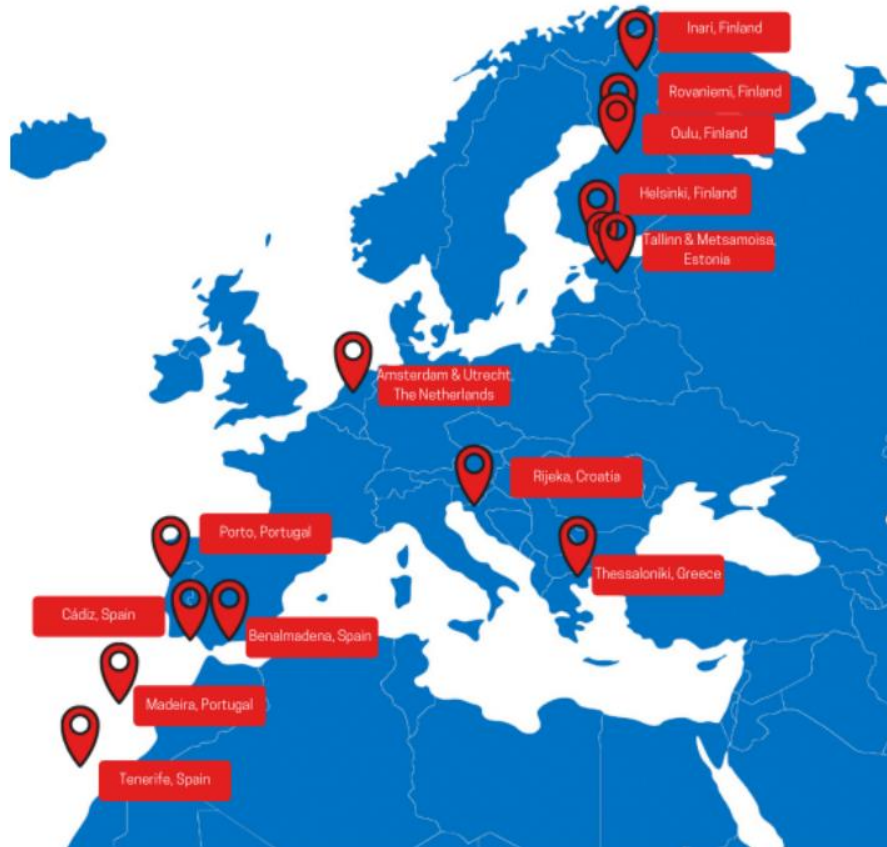 Inari, Finland
Rovaniemi, Finland
Oulu, Finland
Helsinki, Finland
Tallinn & Metsamoisa,
Estonia
Amsterdam & Utrecht,
The Netherlands
Rijeka, Croatia
Porto, Portugal
Thessaloniki, Greece
Cádiz, Spain
Benalmadena, Spain
Madeira, Portugal
Tenerife, Spain